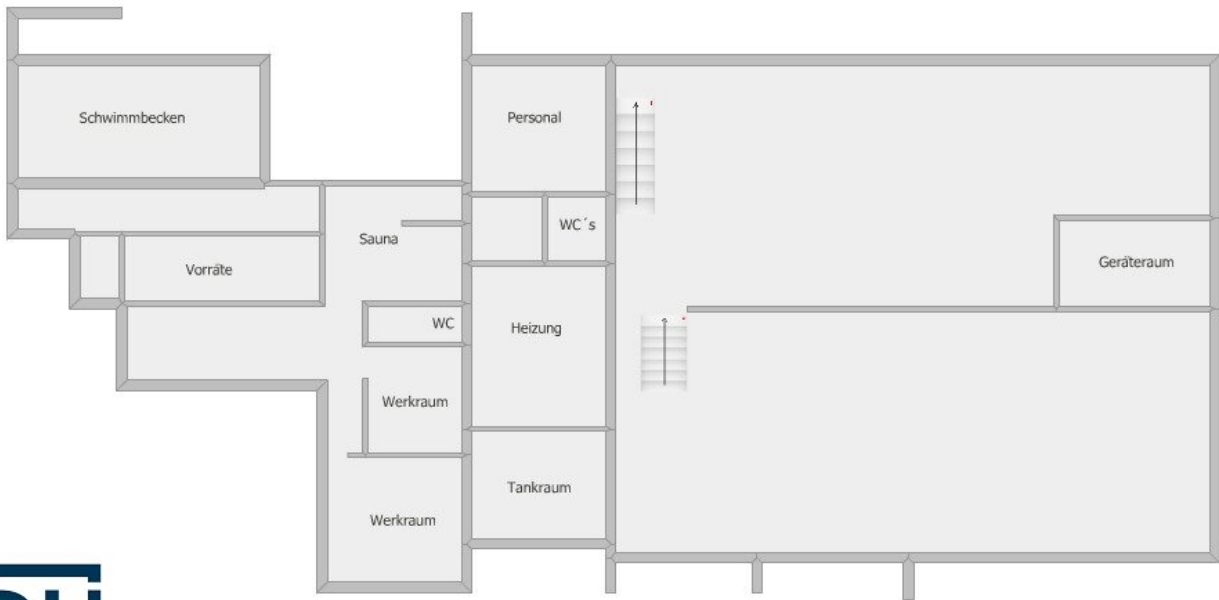 Schwimmbecken
Personal
WC´s
Sauna
Vorräte
Geräteraum
WC
Heizung
Werkraum
Tankraum
Werkraum